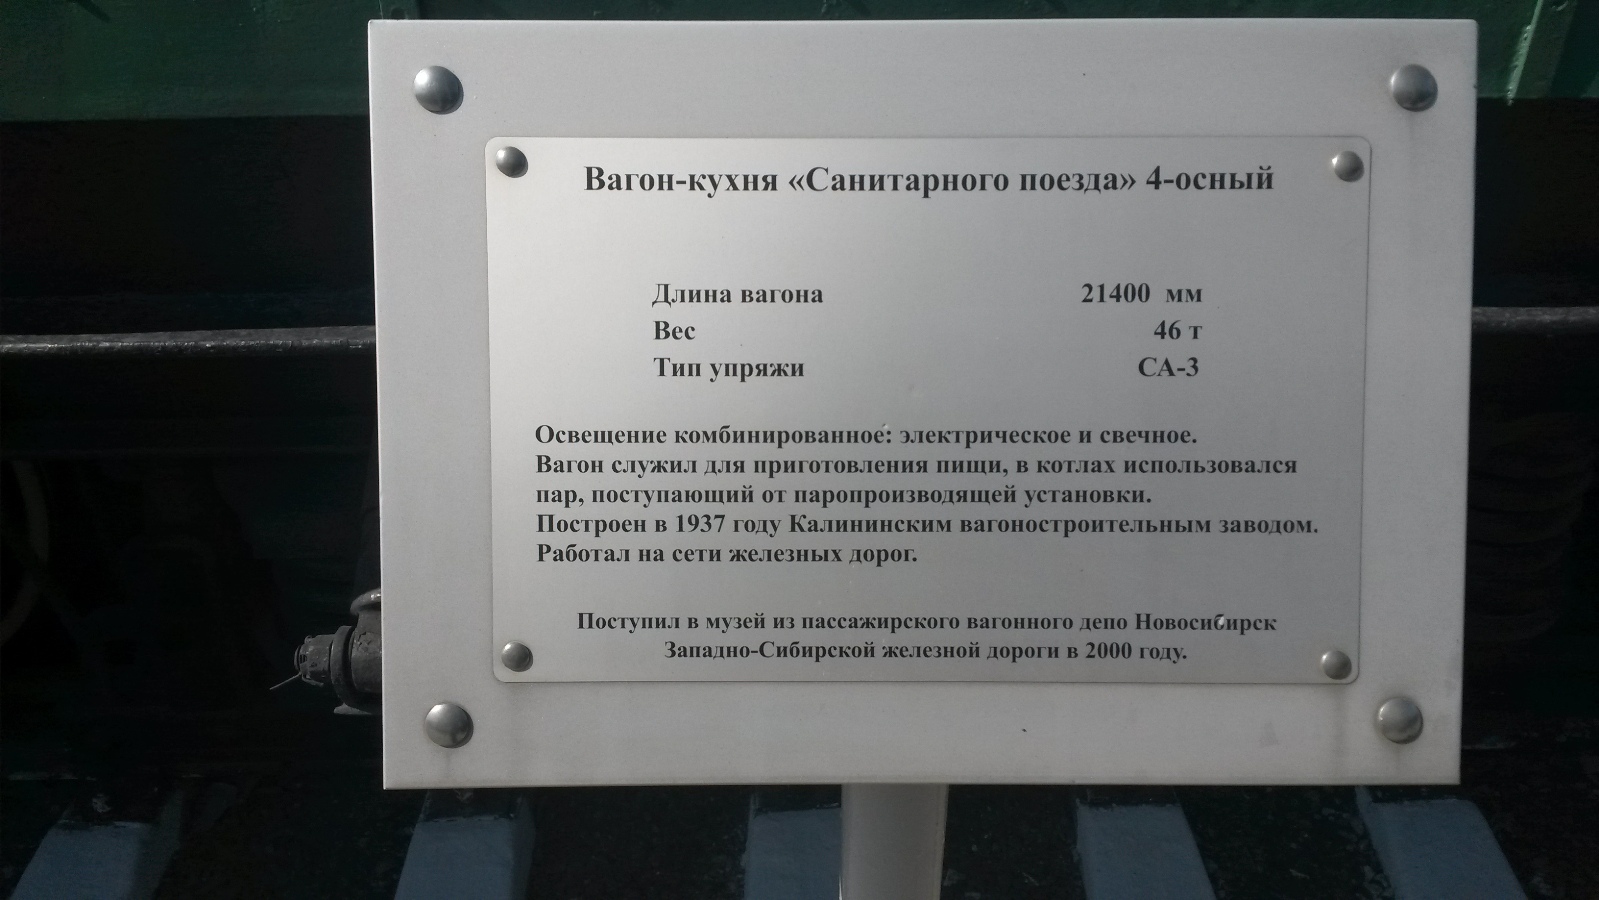 Вагон-кухня «Санитарного поезда» 4-осный
Длина вагона 21400 мм
Вес 46 т
Тип упряжи СА-3
Освещение комбинированное: электрическое и свечное.
Вагон служил для приготовления пищи, в котлах использовался
пар, поступающий от паропроизводящей установки.
Построен в 1937 году Калининским вагоностроительным заводом.
Работал на сети железных дорог.
Поступил в музей из пассажирского вагонного депо Новосибирск
Западно-Сибирской железной дороги в 2000 году.